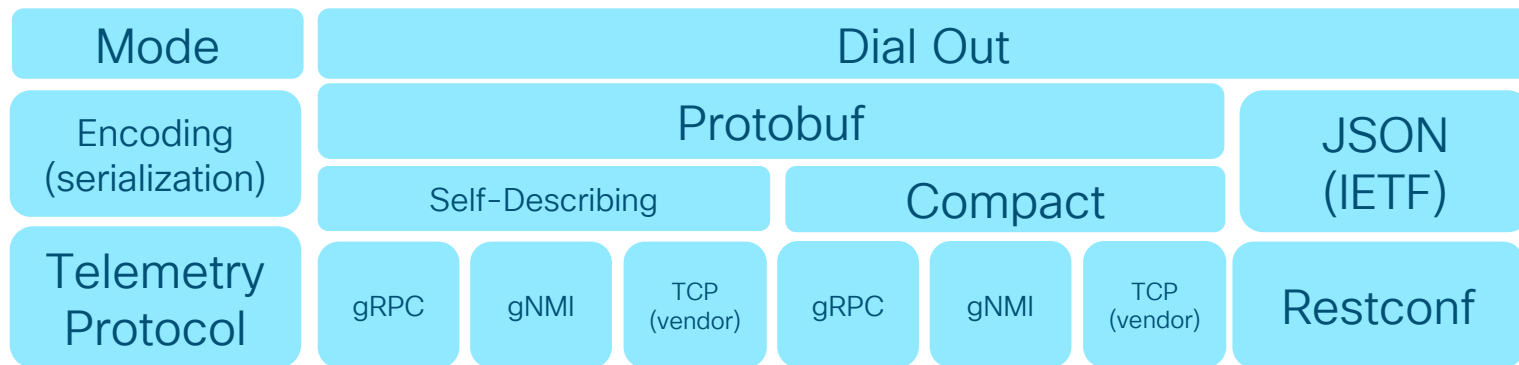 Mode
Dial Out
Encoding
(serialization)
Protobuf
JSON
(IETF)
Self-Describing
Compact
Telemetry
Protocol
gRPC
gNMI
TCP
(vendor)
gRPC
gNMI
TCP
(vendor)
Restconf